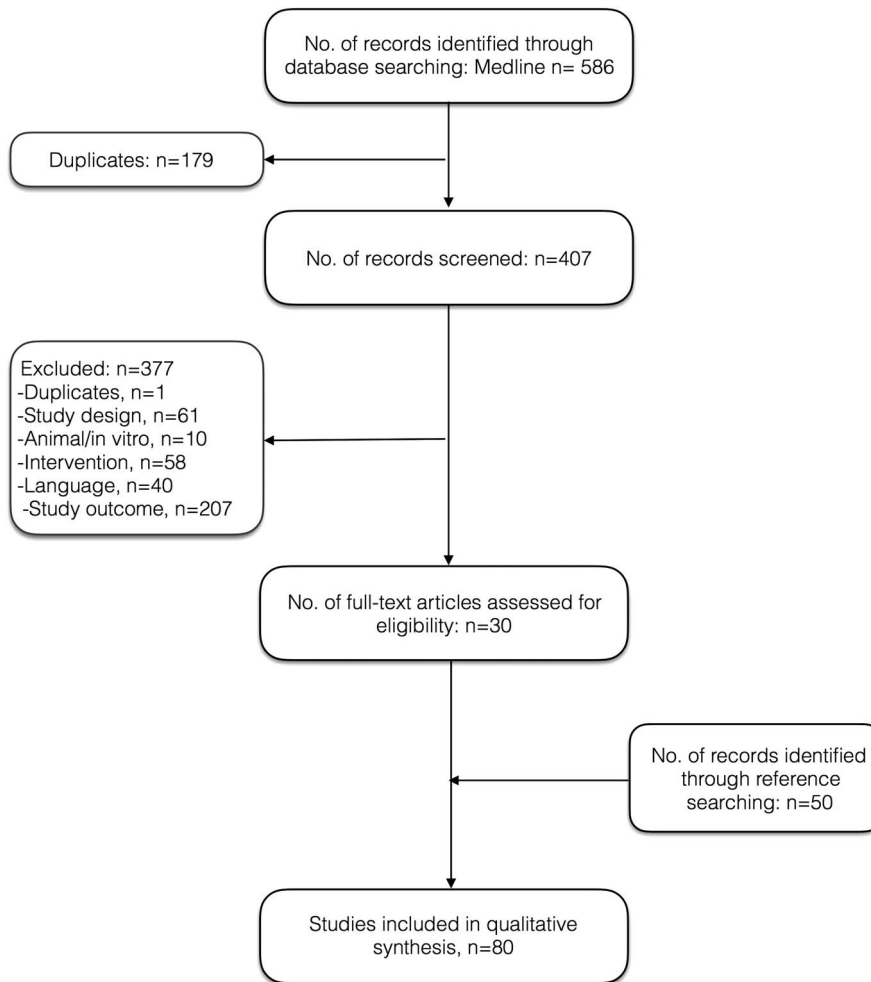 No. of records identified through
database searching: Medline n= 586
Duplicates: n=179
No. of records screened: n=407
Excluded: n=377
-Duplicates, n=1
-Study design, n=61
-Animal/in vitro, n=10
-Intervention, n=58
-Language, n=40
-Study outcome, n=207
No. of full-text articles assessed for
eligibility: n=30
No. of records identified
through reference
searching: n=50
Studies included in qualitative
synthesis, n=80